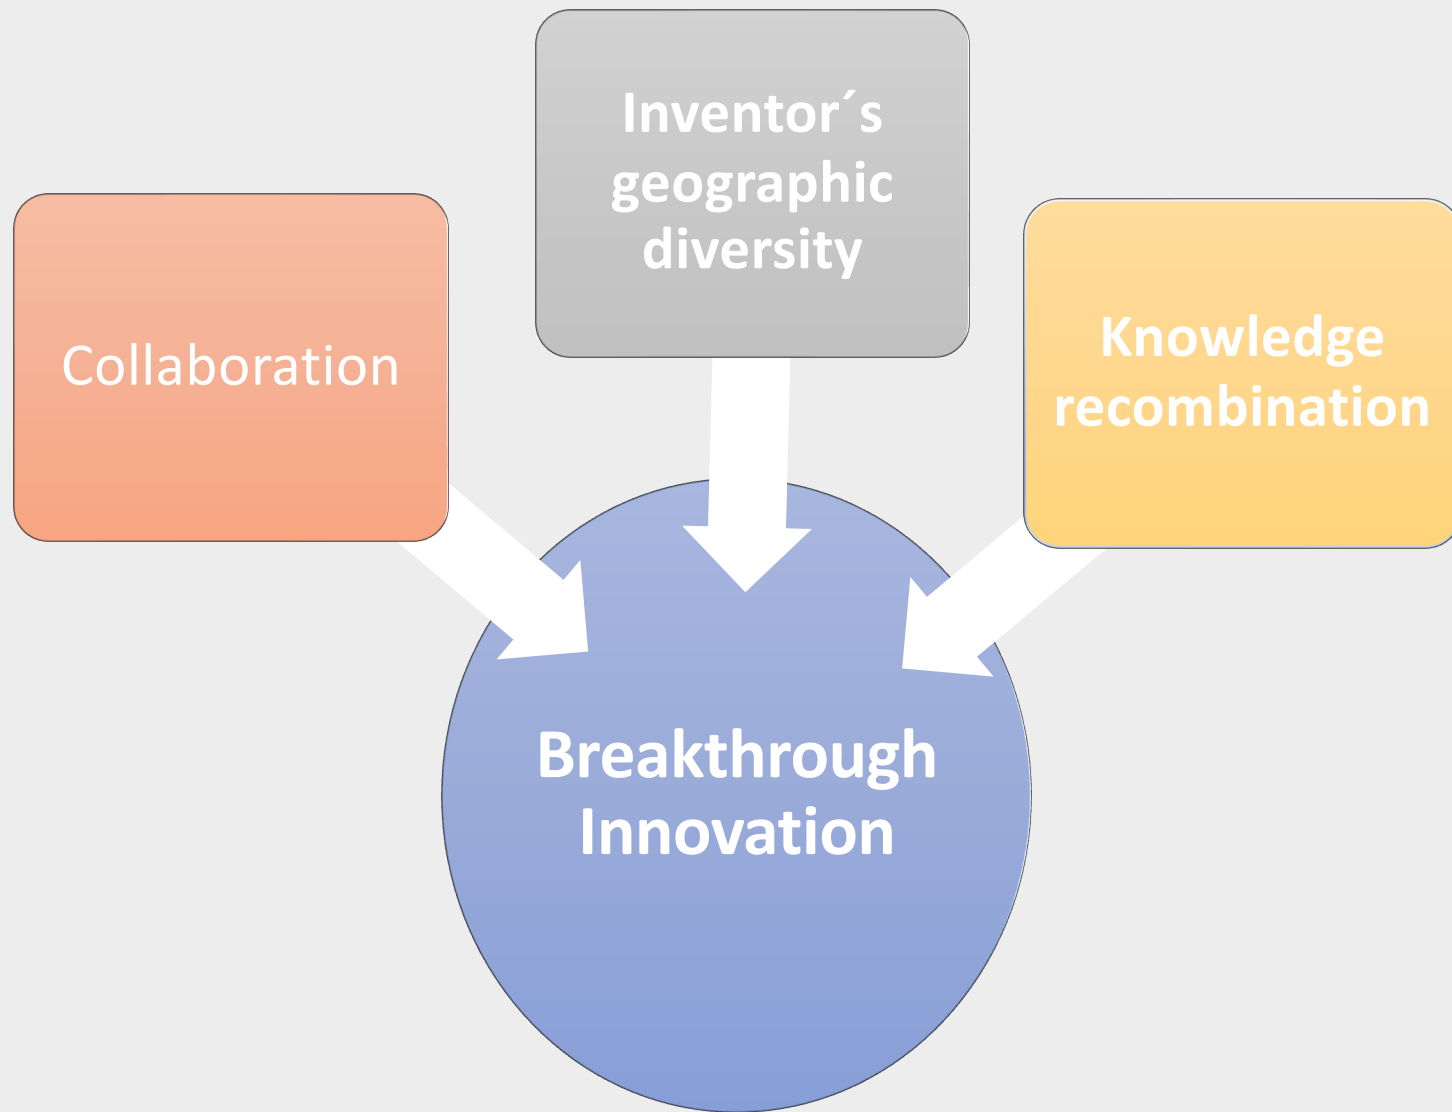 Collaboration
Inventor´s
geographic
diversity
Knowledge
recombination
Breakthrough
Innovation